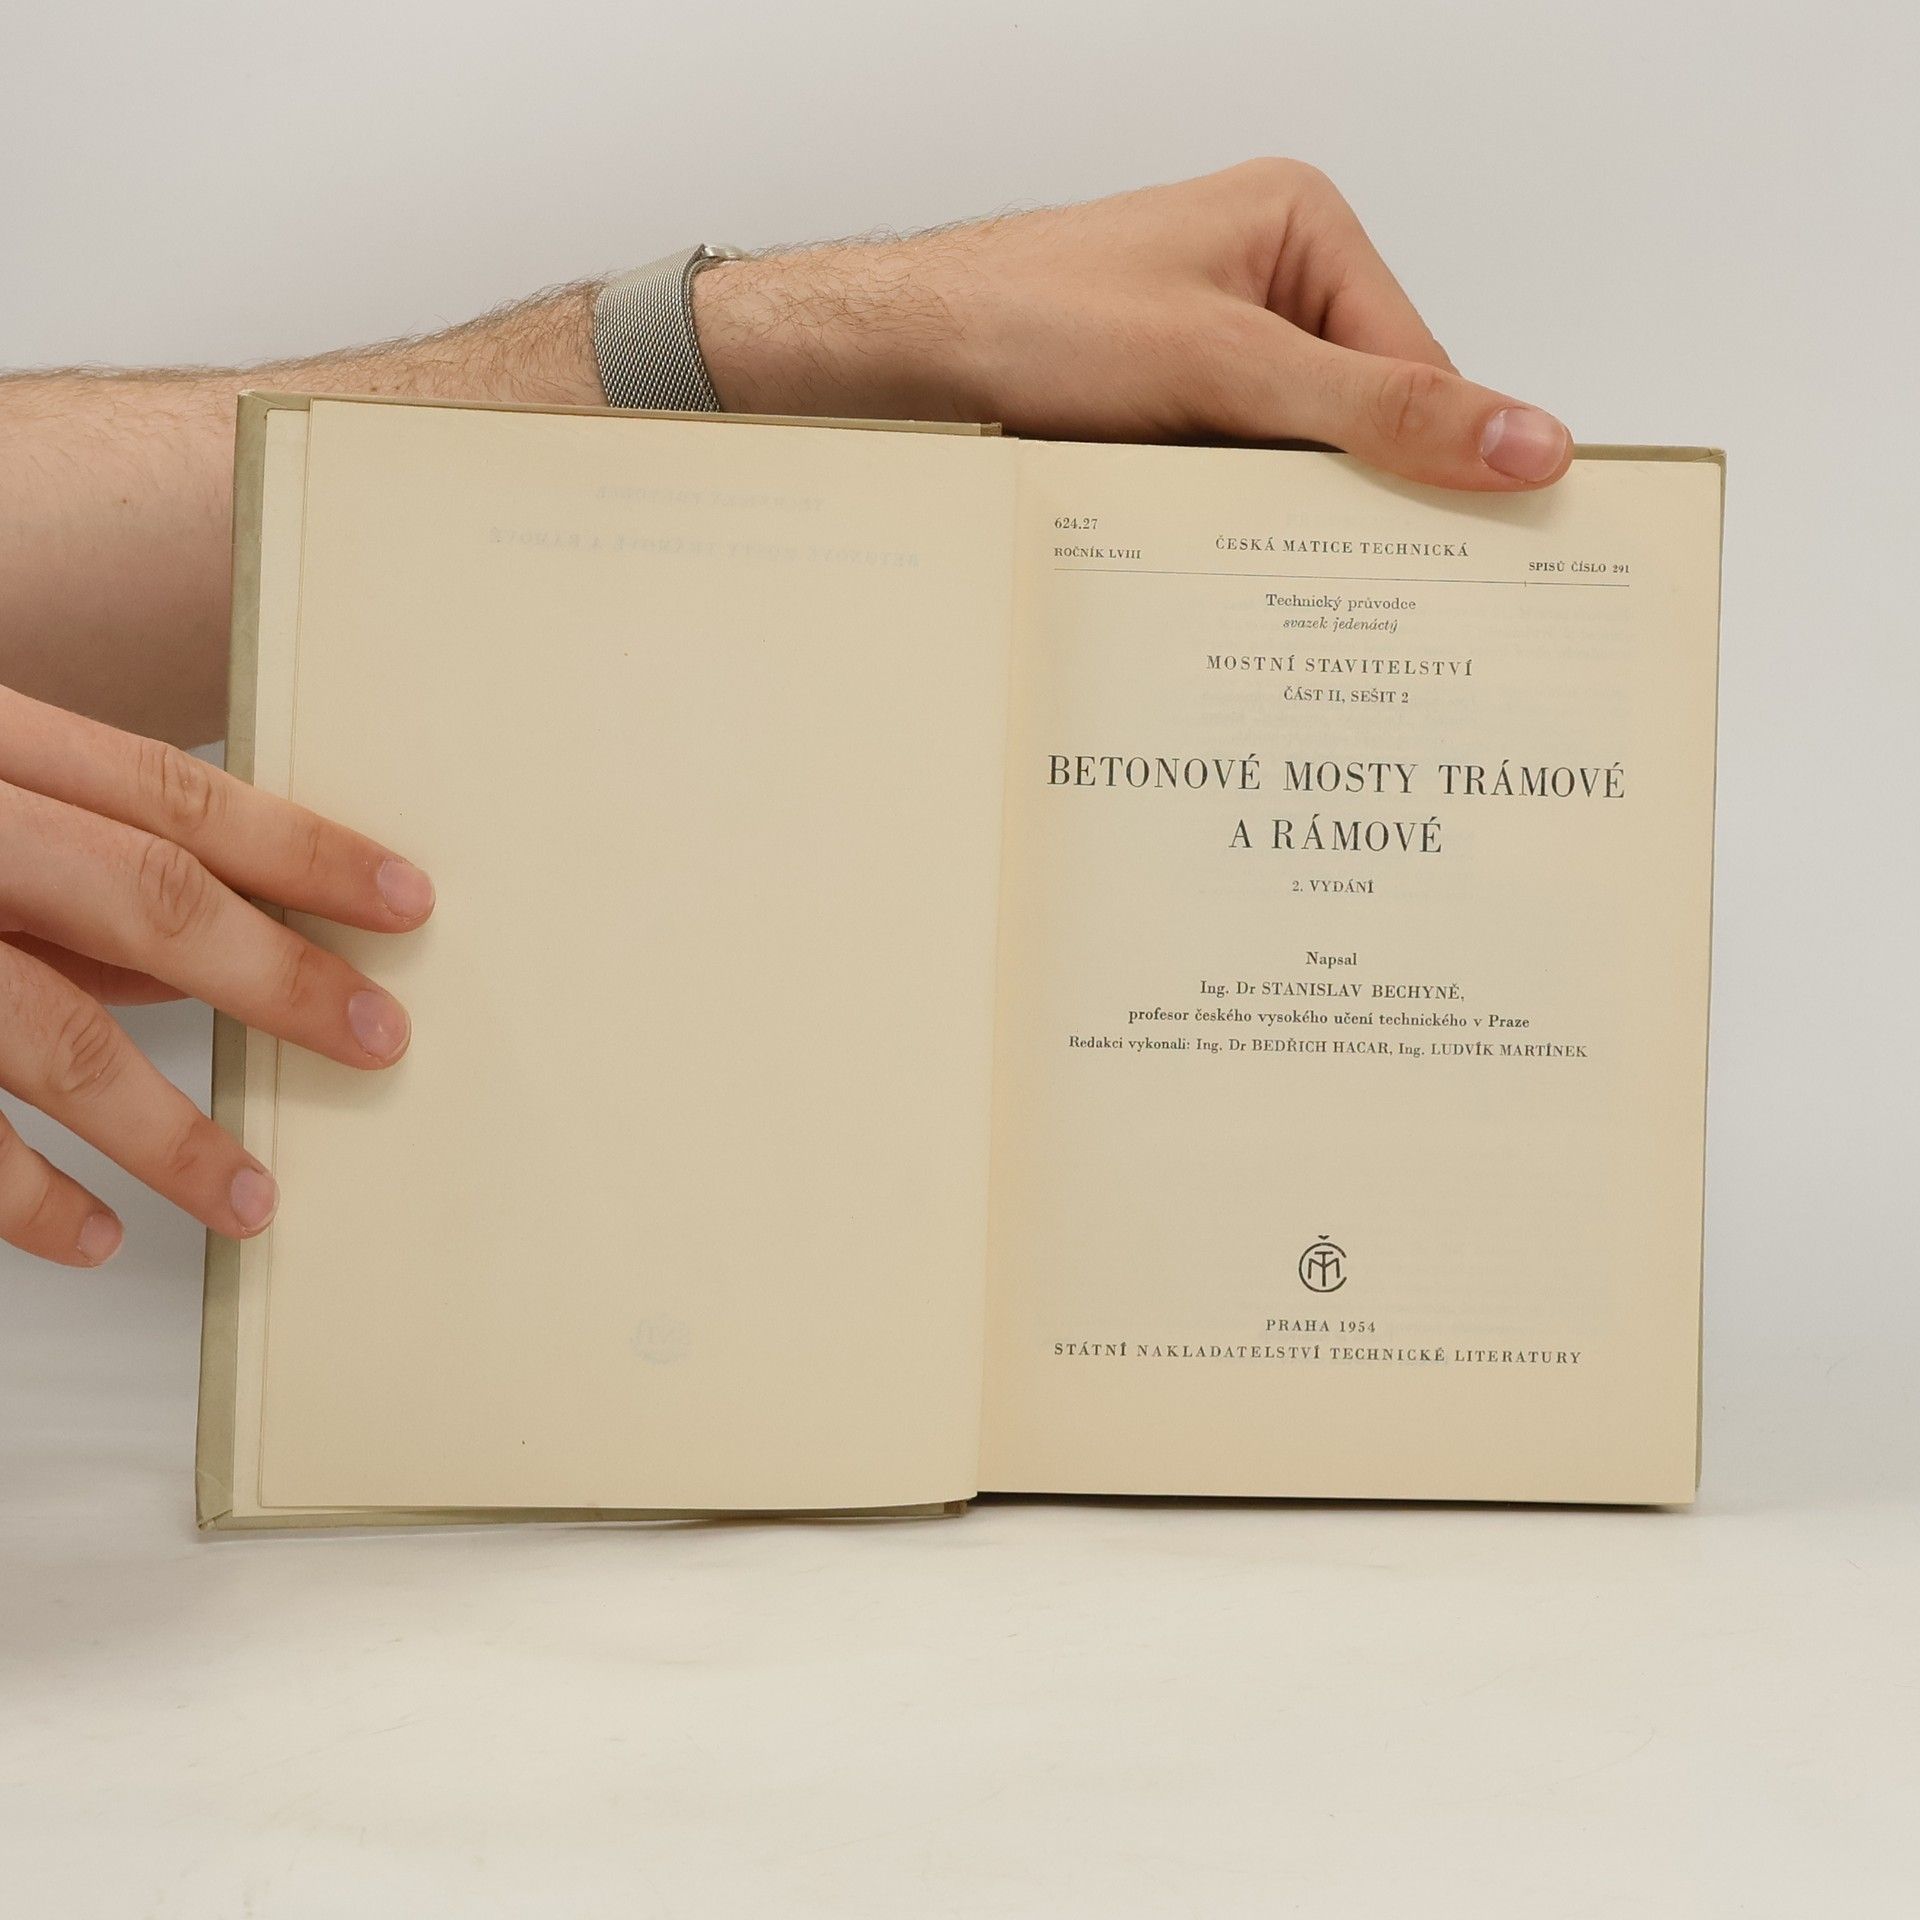 624.27
ČESKÁ MATICE TECHNICKÁ
ROČNÍK LVIII
SPISŮ ČÍSLO 291
Technický průvodce
svazek jedenáctý
MOSTNÍ STAVITELSTVÍ
ČÁST II, SEŠIT 2
BETONOVÉ MOSTY TRÁMOVÉ
A RÁMOVÉ
2. VYDÁNÍ
Napsal
Ing. Dr STANISLAV BECHYNĚ,
profesor českého vysokého učení technického v Praze
Redakci vykonali: Ing. Dr BEDŘICH HACAR, Ing. LUDVÍK MARTÍNEK
PRAHA 1954
STÁTNÍ NAKLADATELSTVÍ TECHNICKÉ LITERATURY